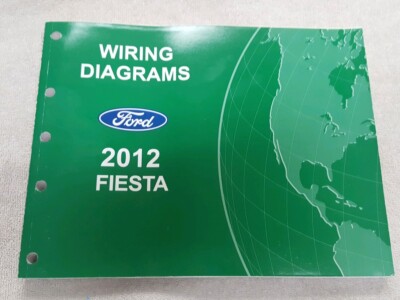 WIRING
DIAGRAMS
Ford
2012
FIESTA